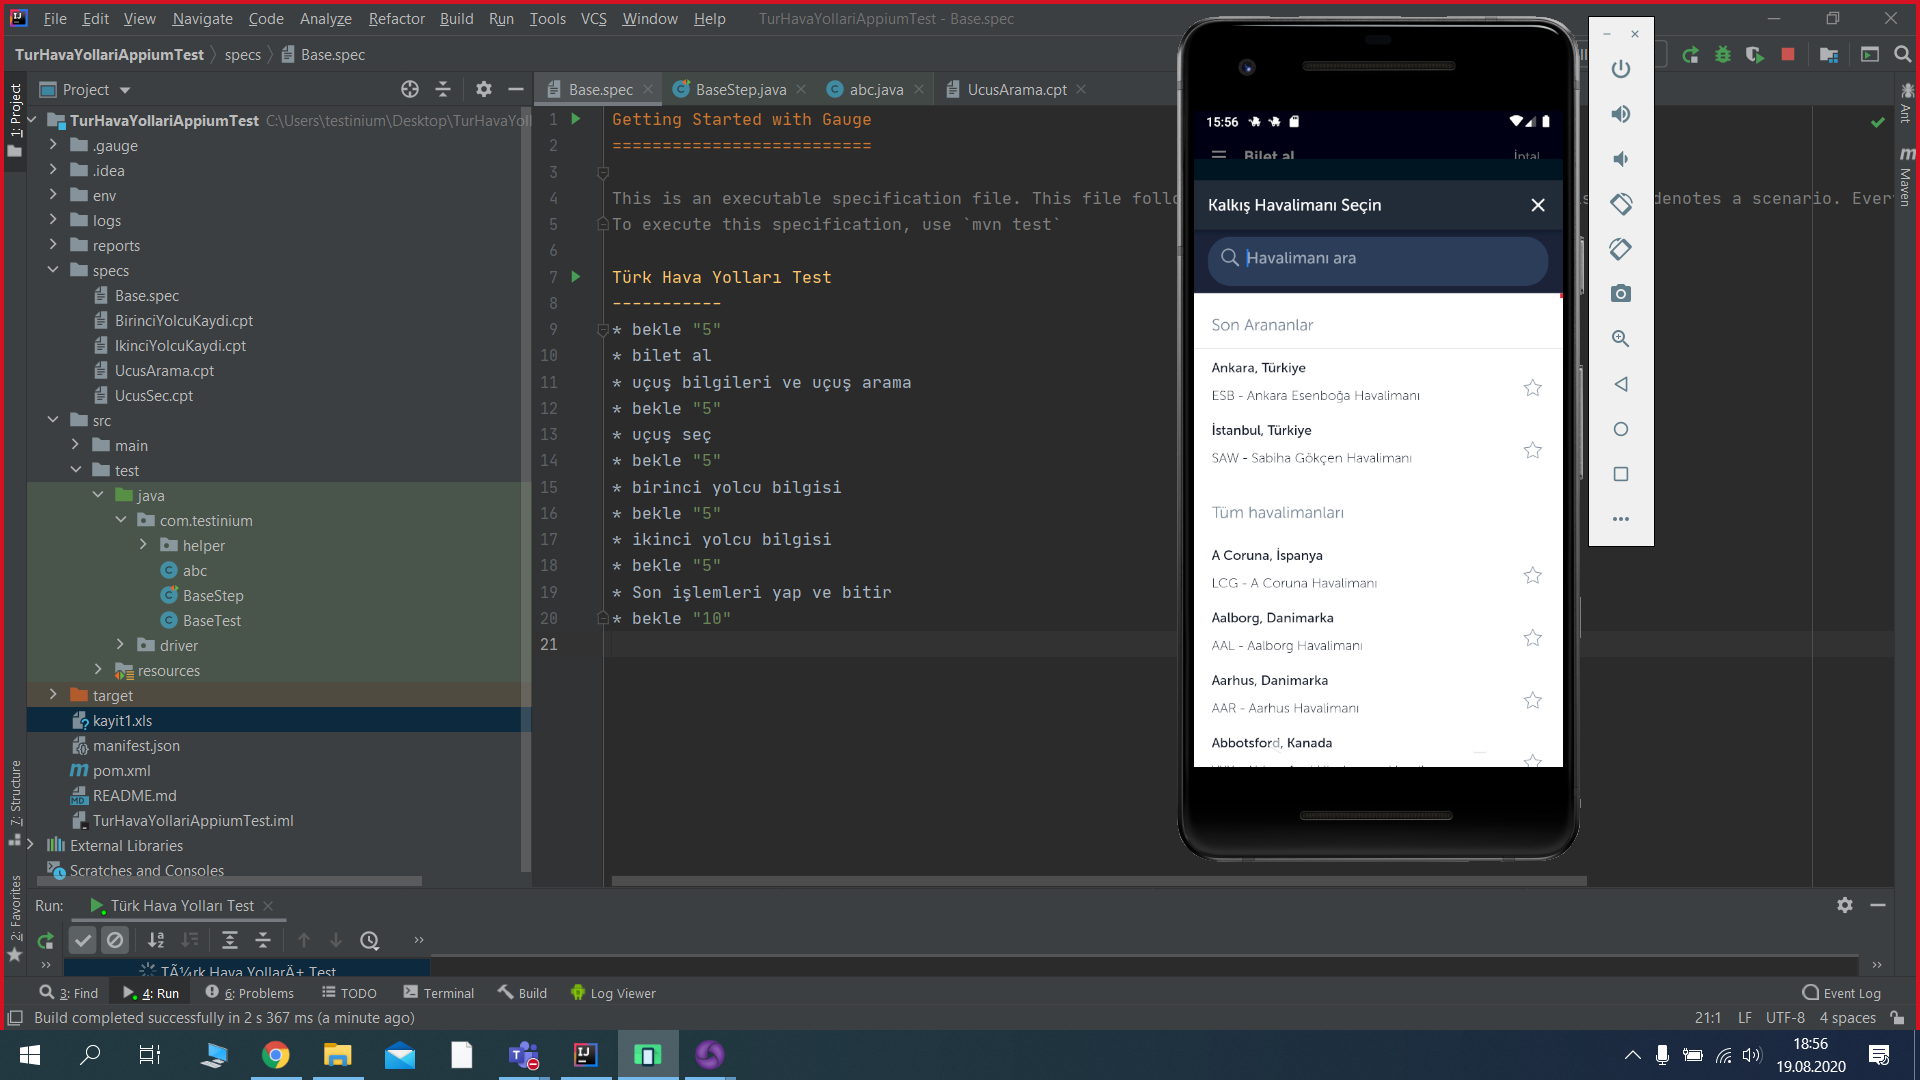 File Edit View Navigate Code Analyze Refactor Build Run Tools VCS Window Help TurHavaYollariAppiumTest - Base.spec
TurHavaYollariAppiumTest specs Base.spec
1: Project
Project
Base.spec
BaseStep.java
abc.java
UcusArama.cpt
TurHavaYollariAppiumTest C:\Users\testinium\Desktop\TurHavaYoll
.gauge
.idea
env
logs
reports
specs
Base.spec
BirinciYolcuKaydi.cpt
IkinciYolcuKaydi.cpt
UcusArama.cpt
UcusSec.cpt
src
main
test
java
com.testinium
helper
abc
BaseStep
BaseTest
driver
resources
target
kayit1.xls
manifest.json
pom.xml
README.md
TurHavaYollariAppiumTest.iml
External Libraries
Scratches and Consoles
7: Structure
2: Favorites
1 Getting Started with Gauge
2 ==========================
3
4 This is an executable specification file. This file follo denotes a scenario. Ever
5 To execute this specification, use `mvn test`
6
7 Türk Hava Yolları Test
8 -----------
9 * bekle "5"
10 * bilet al
11 * uçuş bilgileri ve uçuş arama
12 * bekle "5"
13 * uçuş seç
14 * bekle "5"
15 * birinci yolcu bilgisi
16 * bekle "5"
17 * ikinci yolcu bilgisi
18 * bekle "5"
19 * Son işlemleri yap ve bitir
20 * bekle "10"
21
15:56
Bilet al İptal
Kalkış Havalimanı Seçin
Havalimanı ara
Son Arananlar
Ankara, Türkiye
ESB - Ankara Esenboğa Havalimanı
İstanbul, Türkiye
SAW - Sabiha Gökçen Havalimanı
Tüm havalimanları
A Coruna, İspanya
LCG - A Coruna Havalimanı
Aalborg, Danimarka
AAL - Aalborg Havalimanı
Aarhus, Danimarka
AAR - Aarhus Havalimanı
Abbotsford, Kanada
Ant
Maven
Run: Türk Hava Yolları Test
TÃ¼rk Hava YollarÄ± Test
3: Find 4: Run 6: Problems TODO Terminal Build Log Viewer Event Log
Build completed successfully in 2 s 367 ms (a minute ago) 21:1 LF UTF-8 4 spaces
18:56
19.08.2020